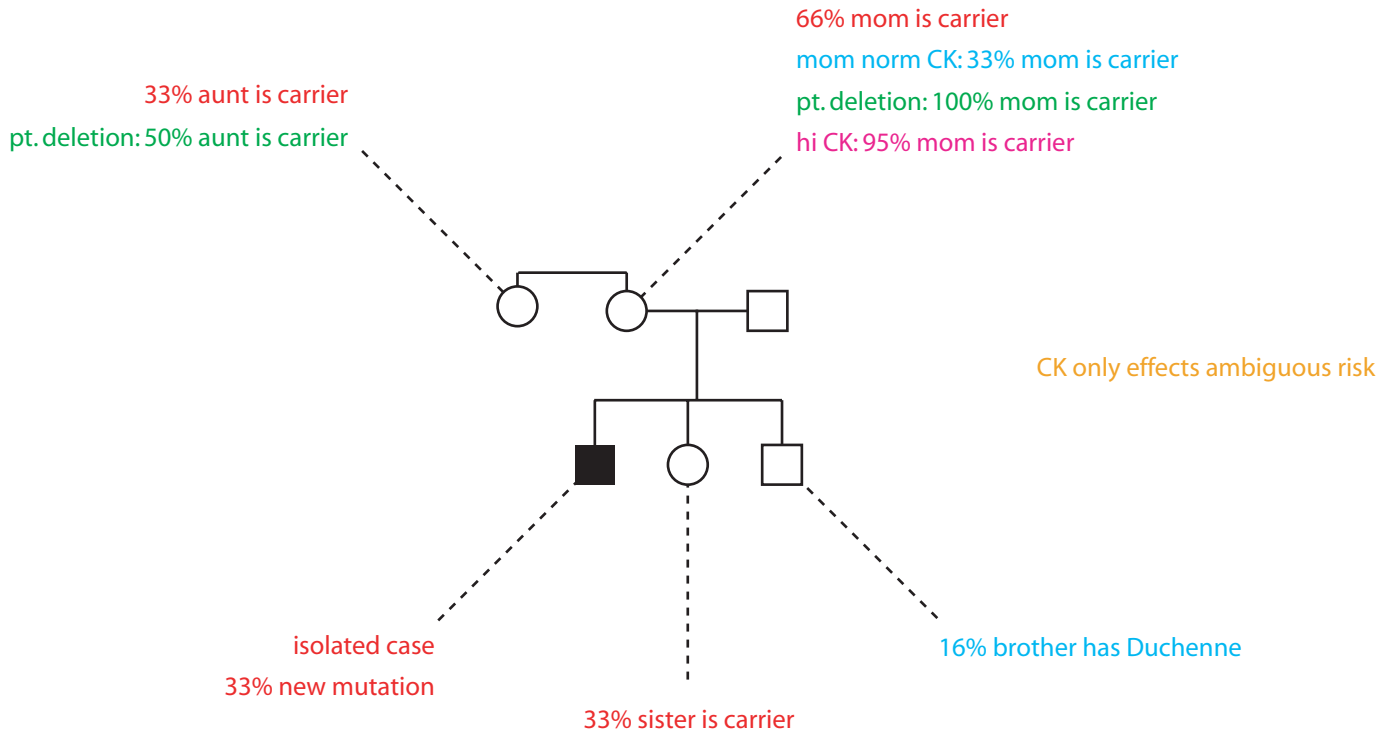 66% mom is carrier
mom norm CK: 33% mom is carrier
pt. deletion: 100% mom is carrier
hi CK: 95% mom is carrier
33% aunt is carrier
pt. deletion: 50% aunt is carrier
CK only effects ambiguous risk
isolated case
33% new mutation
16% brother has Duchenne
33% sister is carrier